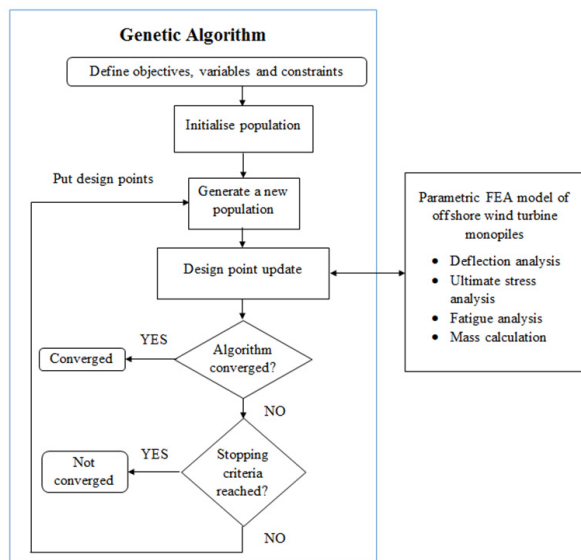 Genetic Algorithm
Define objectives, variables and constraints
Initialise population
Put design points
Generate a new
population
Design point update
Parametric FEA model of
offshore wind turbine
monopiles
• Deflection analysis
• Ultimate stress
analysis
• Fatigue analysis
• Mass calculation
YES
Converged
Algorithm
converged?
NO
YES
Not
converged
Stopping
criteria
reached?
NO